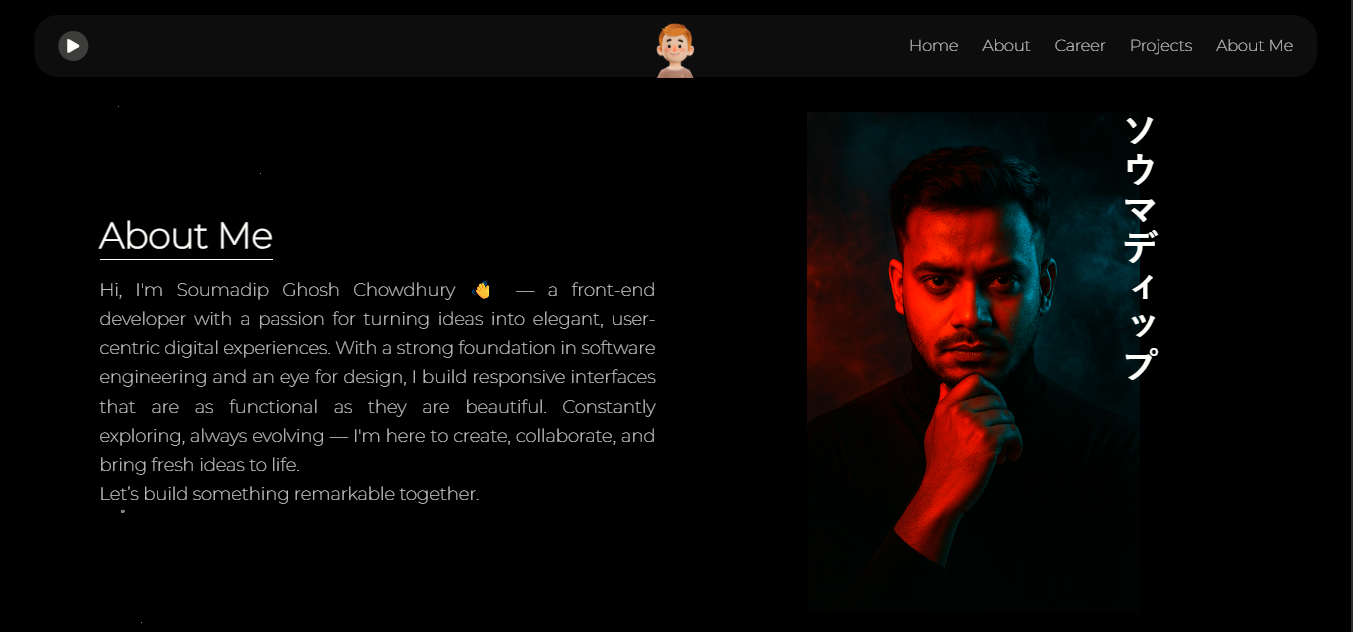 Home About Career Projects About Me
About Me
Hi, I'm Soumadip Ghosh Chowdhury 👋 — a front-end
developer with a passion for turning ideas into elegant, user-
centric digital experiences. With a strong foundation in software
engineering and an eye for design, I build responsive interfaces
that are as functional as they are beautiful. Constantly
exploring, always evolving — I'm here to create, collaborate, and
bring fresh ideas to life.
Let's build something remarkable together.
ソウマディップ